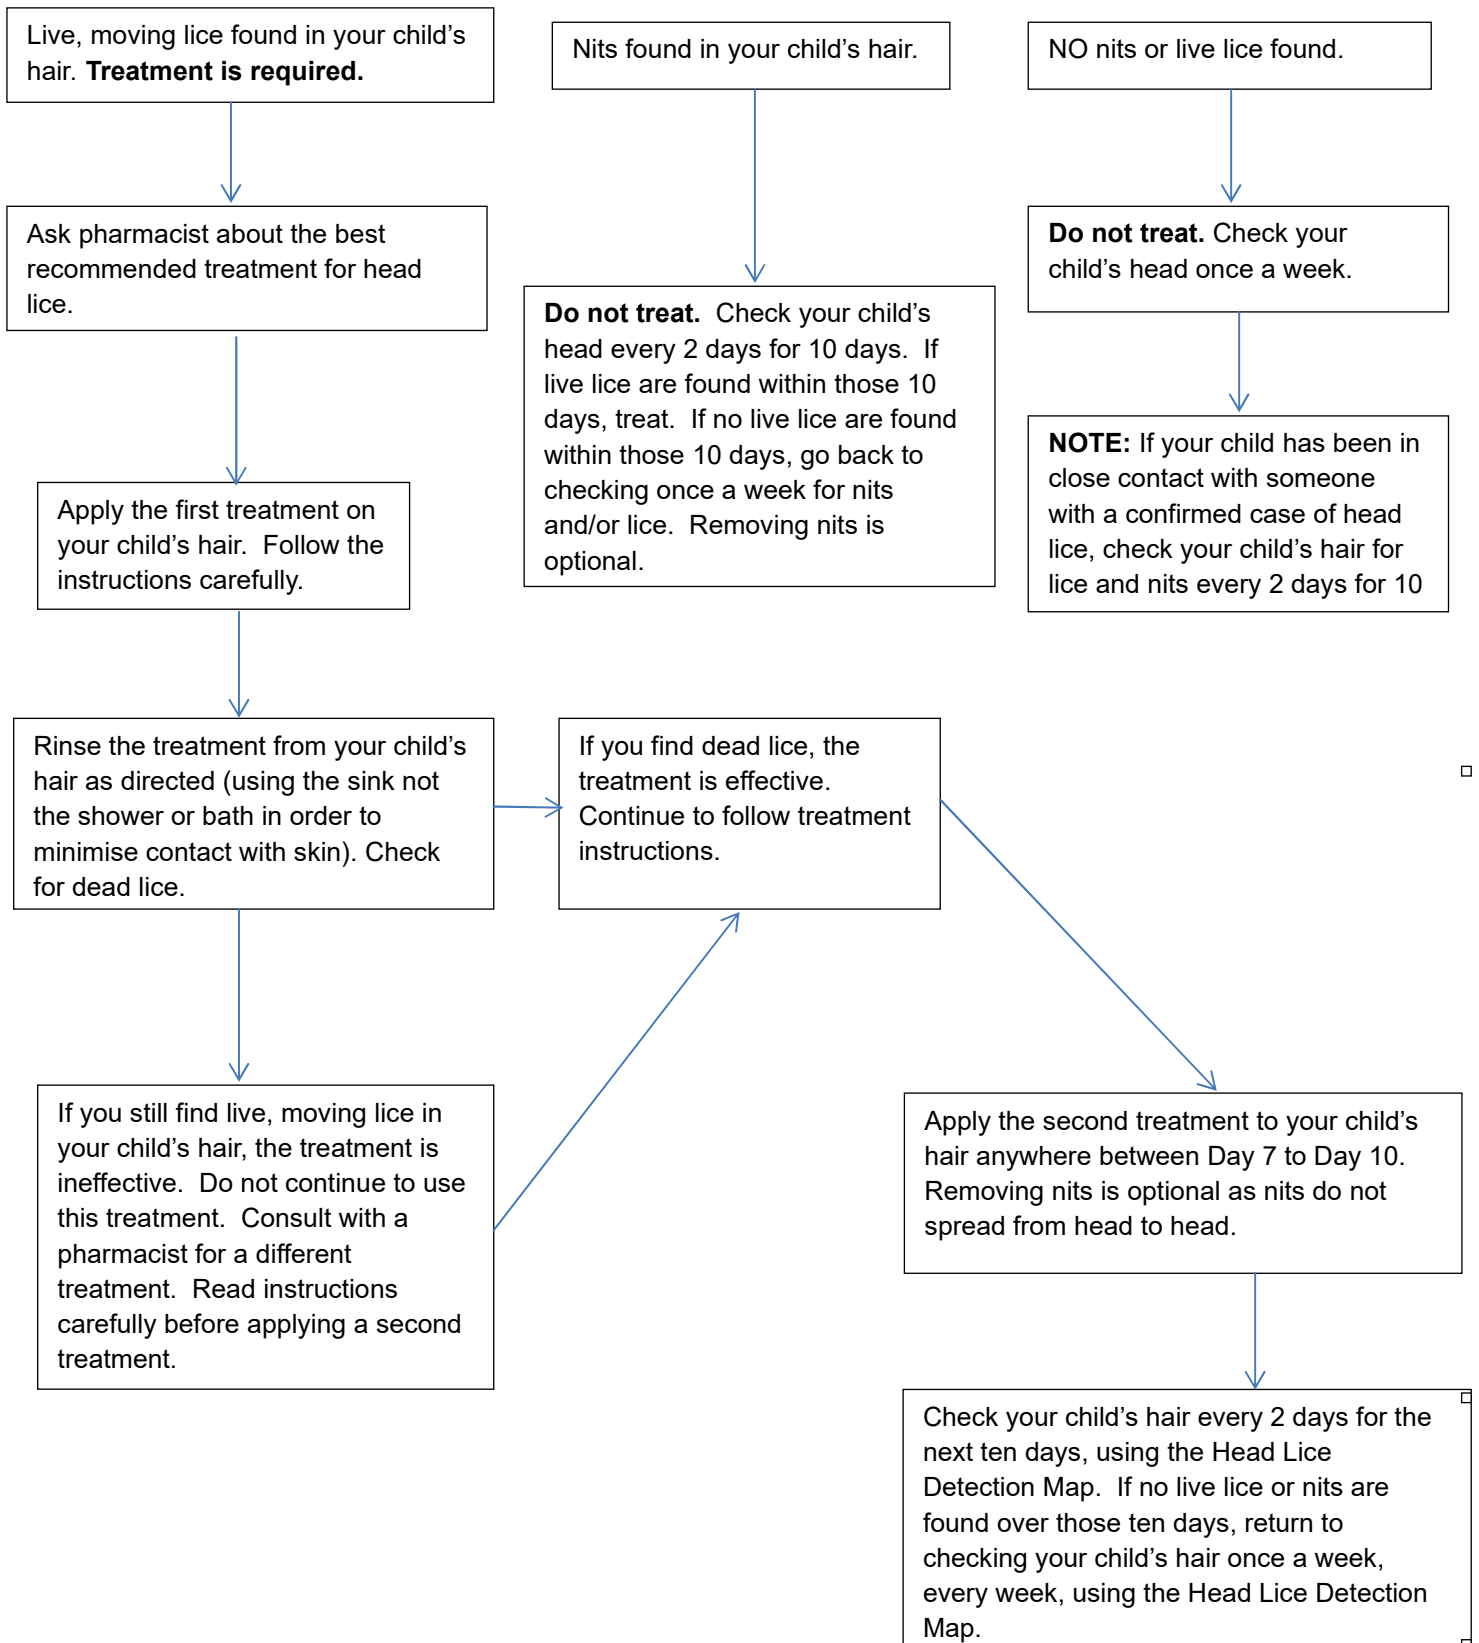 Live, moving lice found in your child's
hair. Treatment is required.
Nits found in your child's hair.
NO nits or live lice found.
Ask pharmacist about the best
recommended treatment for head
lice.
Do not treat. Check your child's
head every 2 days for 10 days. If
live lice are found within those 10
days, treat. If no live lice are found
within those 10 days, go back to
checking once a week for nits
and/or lice. Removing nits is
optional.
Do not treat. Check your
child's head once a week.
NOTE: If your child has been in
close contact with someone
with a confirmed case of head
lice, check your child's hair for
lice and nits every 2 days for 10
Apply the first treatment on
your child's hair. Follow the
instructions carefully.
Rinse the treatment from your child's
hair as directed (using the sink not
the shower or bath in order to
minimise contact with skin). Check
for dead lice.
If you find dead lice, the
treatment is effective.
Continue to follow treatment
instructions.
If you still find live, moving lice in
your child's hair, the treatment is
ineffective. Do not continue to use
this treatment. Consult with a
pharmacist for a different
treatment. Read instructions
carefully before applying a second
treatment.
Apply the second treatment to your child's
hair anywhere between Day 7 to Day 10.
Removing nits is optional as nits do not
spread from head to head.
Check your child's hair every 2 days for the
next ten days, using the Head Lice
Detection Map. If no live lice or nits are
found over those ten days, return to
checking your child's hair once a week,
every week, using the Head Lice Detection
Map.